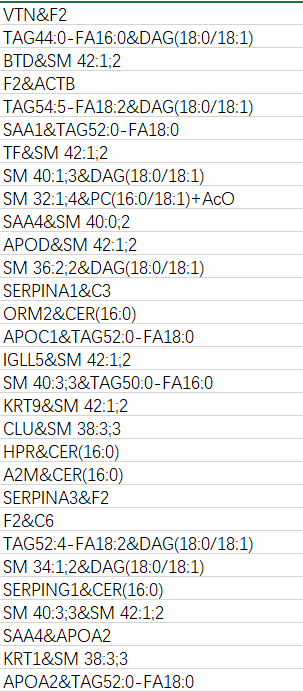 VTN&F2
TAG44:0-FA16:0&DAG(18:0/18:1)
BTD&SM 42:1;2
F2&ACTB
TAG54:5-FA18:2&DAG(18:0/18:1)
SAA1&TAG52:0-FA18:0
TF&SM 42:1;2
SM 40:1;3&DAG(18:0/18:1)
SM 32:1;4&PC(16:0/18:1)+AcO
SAA4&SM 40:0;2
APOD&SM 42:1;2
SM 36:2;2&DAG(18:0/18:1)
SERPINA1&C3
ORM2&CER(16:0)
APOC1&TAG52:0-FA18:0
IGLL5&SM 42:1;2
SM 40:3;3&TAG50:0-FA16:0
KRT9&SM 42:1;2
CLU&SM 38:3;3
HPR&CER(16:0)
A2M&CER(16:0)
SERPINA3&F2
F2&C6
TAG52:4-FA18:2&DAG(18:0/18:1)
SM 34:1;2&DAG(18:0/18:1)
SERPING1&CER(16:0)
SM 40:3;3&SM 42:1;2
SAA4&APOA2
KRT1&SM 38:3;3
APOA2&TAG52:0-FA18:0